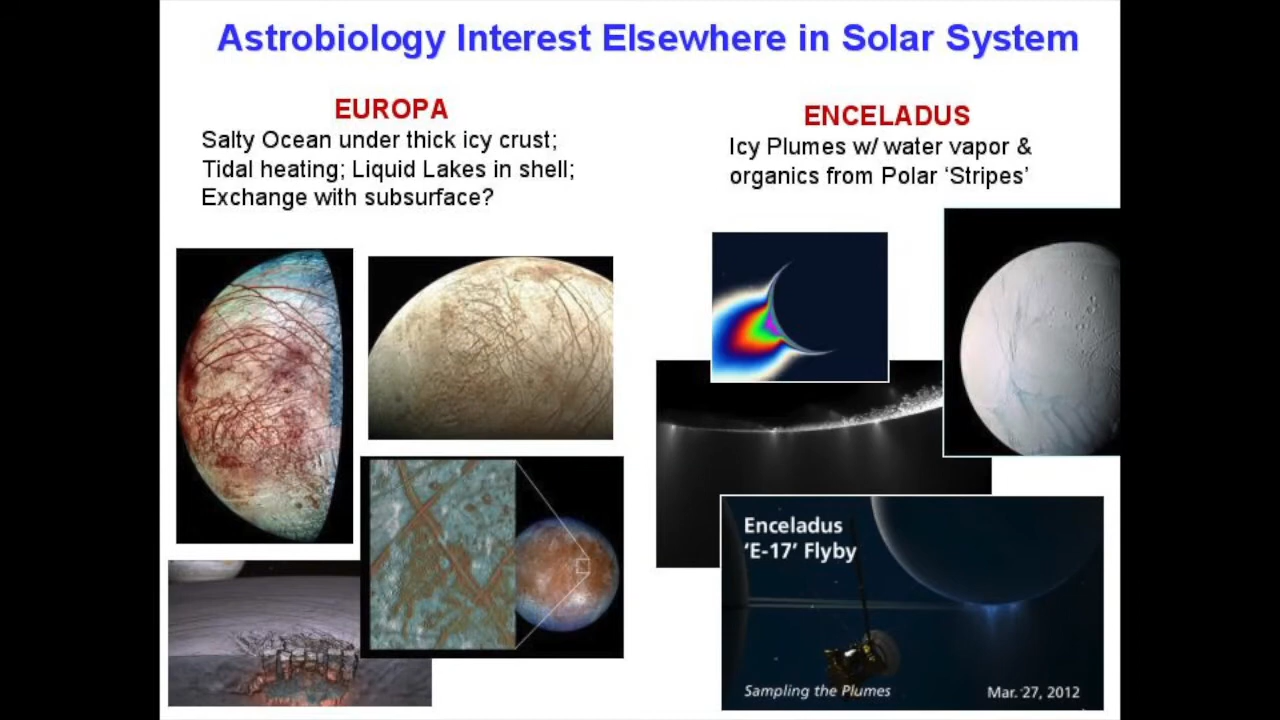 Astrobiology Interest Elsewhere in Solar System
EUROPA
Salty Ocean under thick icy crust;
Tidal heating; Liquid Lakes in shell;
Exchange with subsurface?
ENCELADUS
Icy Plumes w/ water vapor &
organics from Polar ‘Stripes’
Enceladus
‘E-17’ Flyby
Sampling the Plumes
Mar. 27, 2012